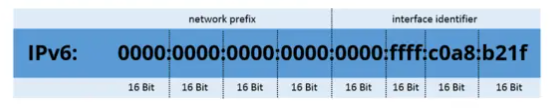 network prefix interface identifier
IPv6: 0000:0000:0000:0000:0000:ffff:c0a8:b21f
16 Bit 16 Bit 16 Bit 16 Bit 16 Bit 16 Bit 16 Bit 16 Bit